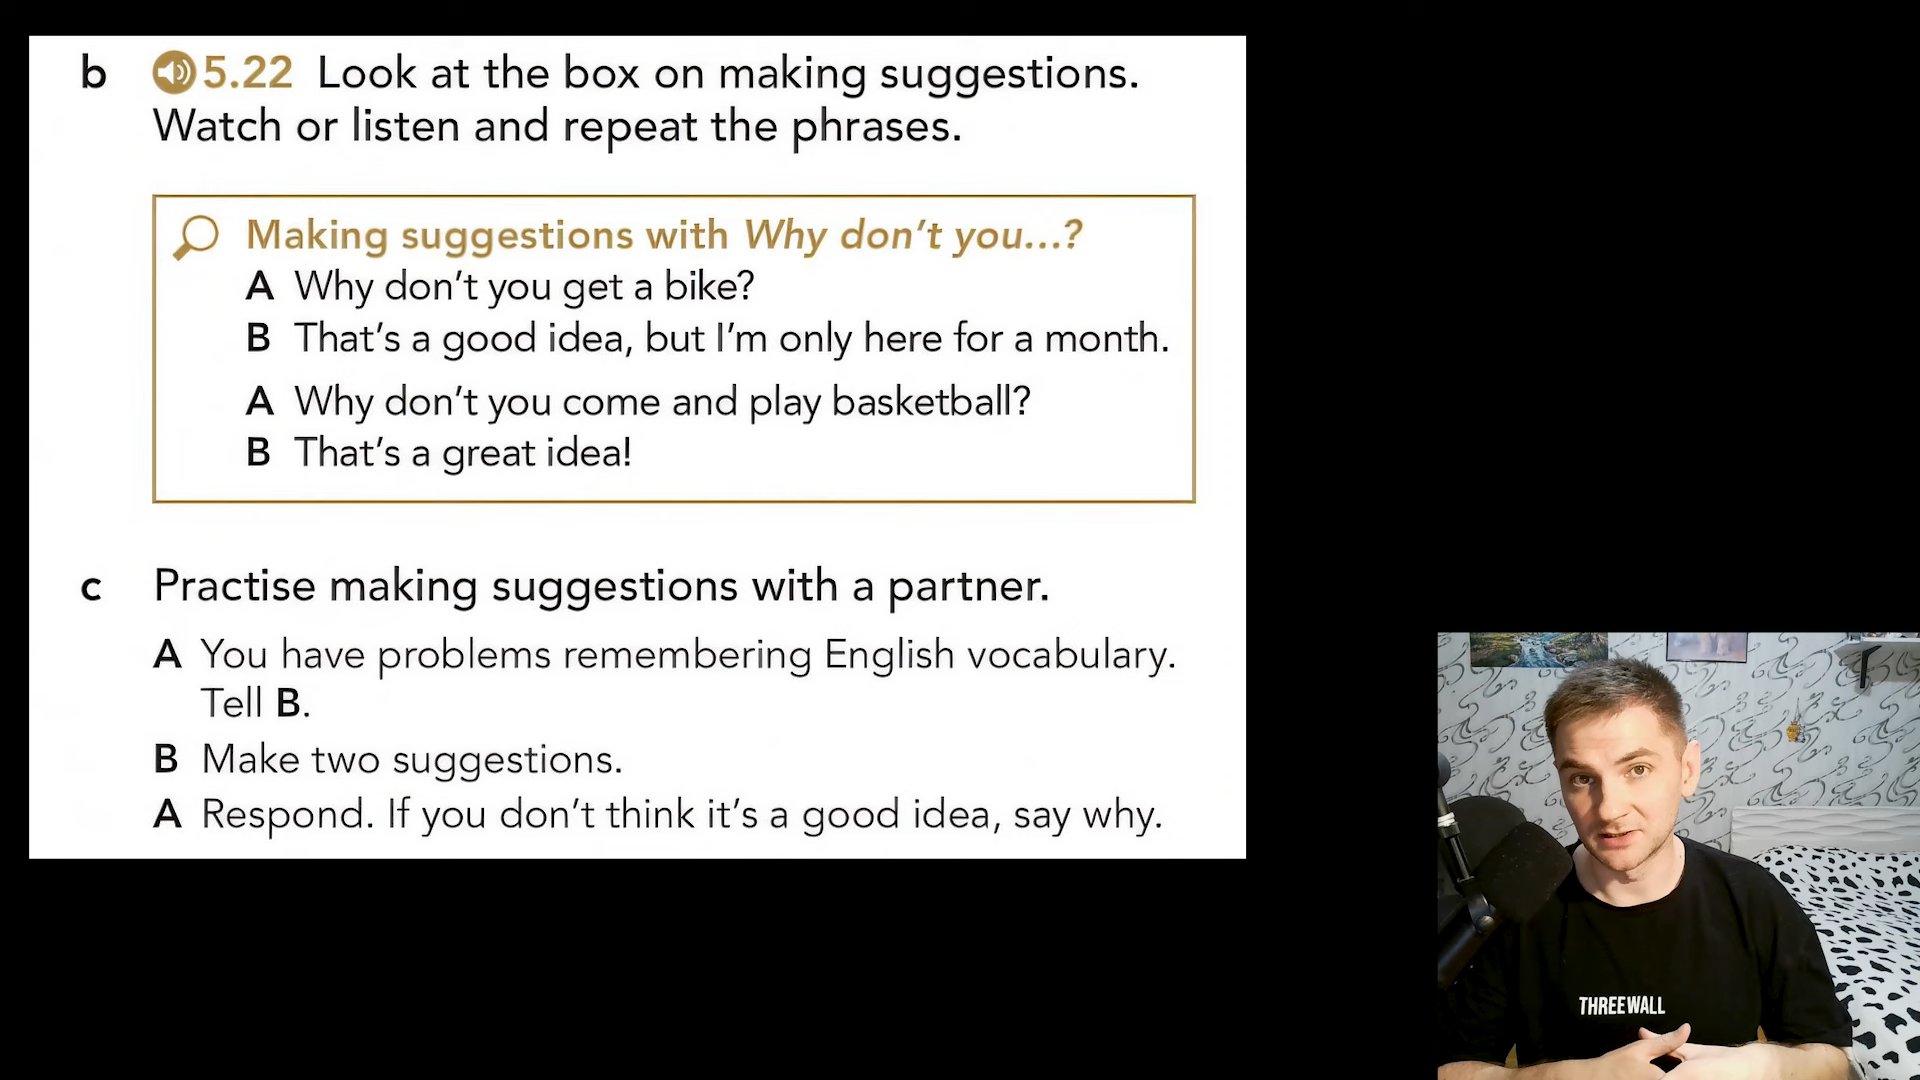 b 5.22 Look at the box on making suggestions.
Watch or listen and repeat the phrases.
Making suggestions with Why don't you...?
A Why don't you get a bike?
B That's a good idea, but I'm only here for a month.
A Why don't you come and play basketball?
B That's a great idea!
c Practise making suggestions with a partner.
A You have problems remembering English vocabulary.
Tell B.
B Make two suggestions.
A Respond. If you don't think it's a good idea, say why.
THREEWALL